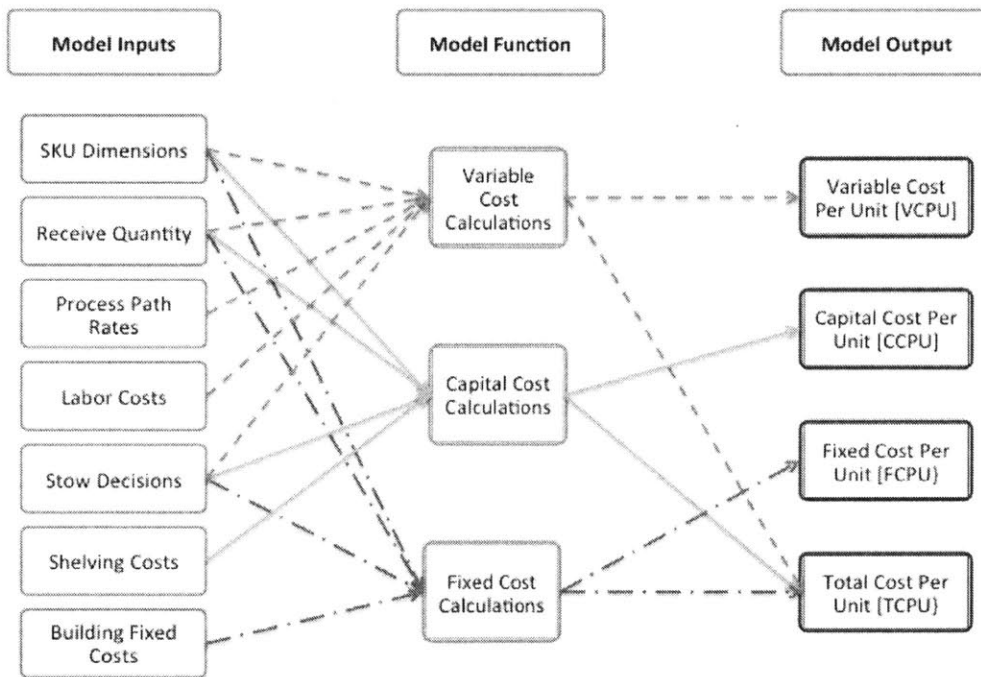 Model Inputs
Model Function
Model Output
SKU Dimensions
Receive Quantity
Process Path
Rates
Labor Costs
Stow Decisions
Shelving Costs
Building Fixed
Costs
Variable
Cost
Calculations
Capital Cost
Calculations
Fixed Cost
Calculations
Variable Cost
Per Unit [VCPU]
Capital Cost Per
Unit [CCPU]
Fixed Cost Per
Unit [FCPU}
Total Cost Per
Unit [TCPU}